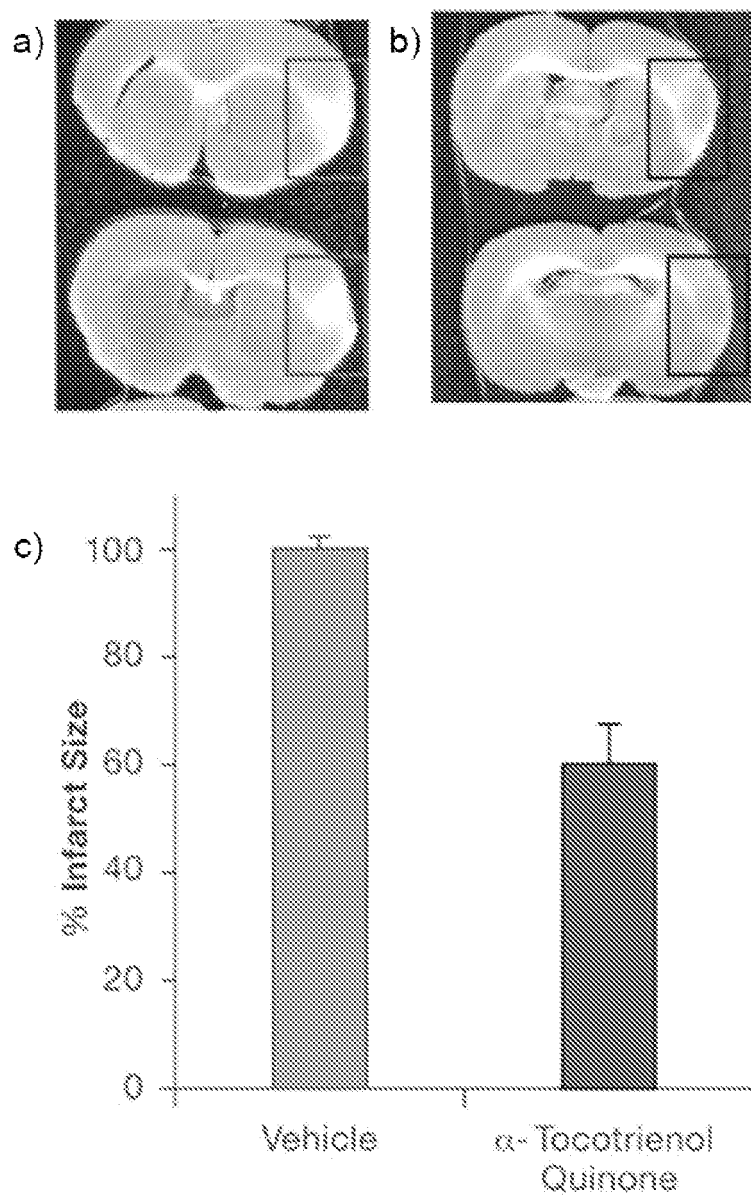 a)
b)
c)
% Infarct Size
100
80
60
40
20
0
Vehicle
α- Tocotrienol
Quinone